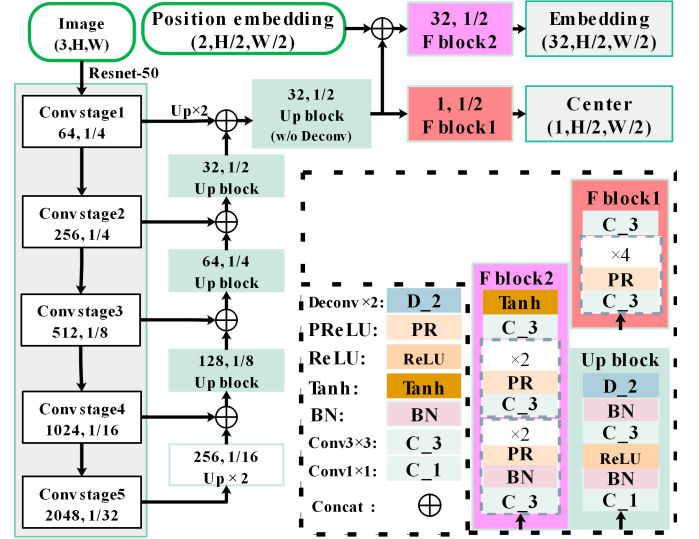 Image
(3,H,W)
Position embedding
(2,H/2,W/2)
32, 1/2
F block2
Embedding
(32,H/2,W/2)
Resnet-50
Conv stage1
64, 1/4
Up×2
32, 1/2
Up block
(w/o Deconv)
1, 1/2
F block1
Center
(1,H/2,W/2)
32, 1/2
Up block
Conv stage2
256, 1/4
64, 1/4
Up block
Conv stage3
512, 1/8
128, 1/8
Up block
Conv stage4
1024, 1/16
256, 1/16
Up × 2
Conv stage5
2048, 1/32
Deconv×2: D_2
PReLU: PR
ReLU: ReLU
Tanh: Tanh
BN: BN
Conv3×3: C_3
Conv1×1: C_1
Concat :
F block2
Tanh
C_3
×2
PR
C_3
×2
PR
BN
C_3
F block1
C_3
×4
PR
C_3
Up block
D_2
BN
C_3
ReLU
BN
C_1